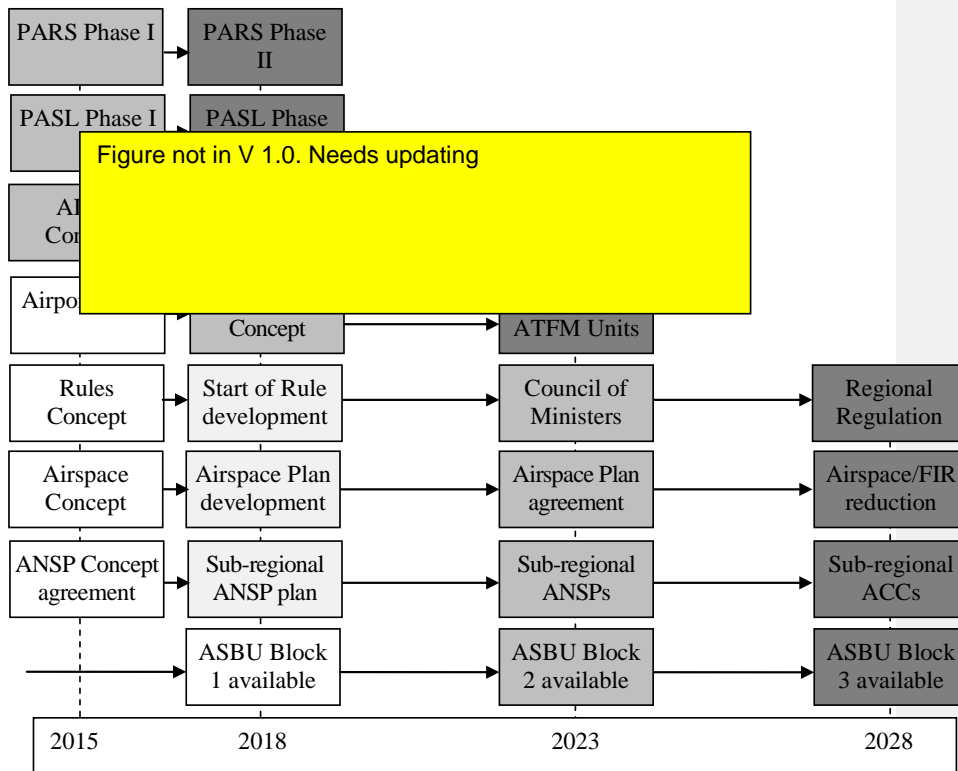 PARS Phase I
PARS Phase
II
PASL Phase I
PASL Phase
Figure not in V 1.0. Needs updating
Concept
ATFM Units
Rules
Concept
Start of Rule
development
Council of
Ministers
Regional
Regulation
Airspace
Concept
Airspace Plan
development
Airspace Plan
agreement
Airspace/FIR
reduction
ANSP Concept
agreement
Sub-regional
ANSP plan
Sub-regional
ANSPs
Sub-regional
ACCs
ASBU Block
1 available
ASBU Block
2 available
ASBU Block
3 available
2015
2018
2023
2028